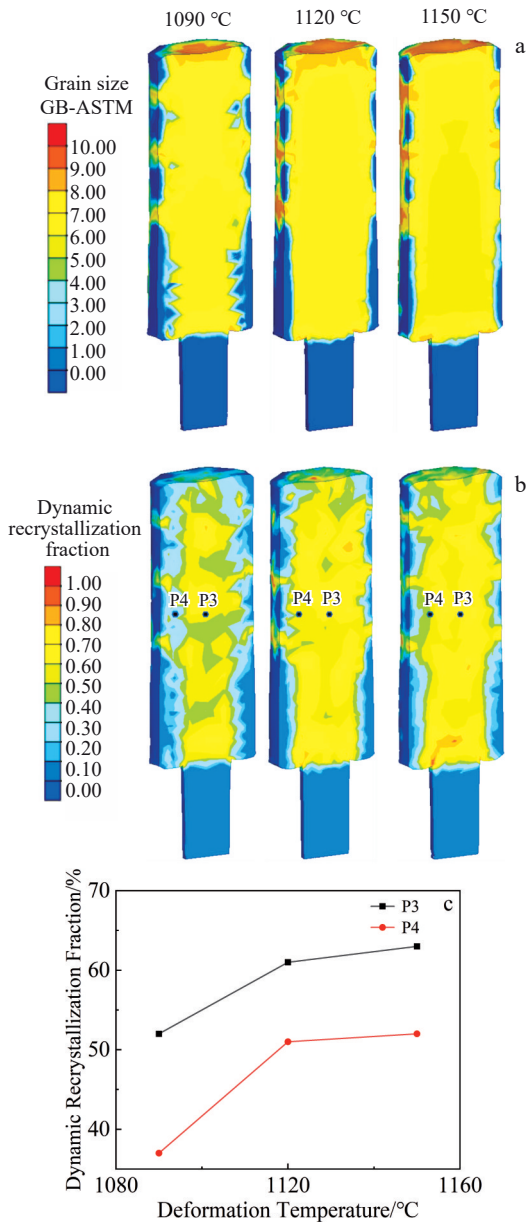 1090 °C 1120 °C 1150 °C
a
Grain size
GB-ASTM
10.00
9.00
8.00
7.00
6.00
5.00
4.00
3.00
2.00
1.00
0.00
b
Dynamic
recrystallization
fraction
1.00
0.90
0.80
0.70
0.60
0.50
0.40
0.30
0.20
0.10
0.00
P4 P3 P4 P3 P4 P3
c
P3
P4
Dynamic Recrystallization Fraction/%
70
60
50
40
1080 1120 1160
Deformation Temperature/°C